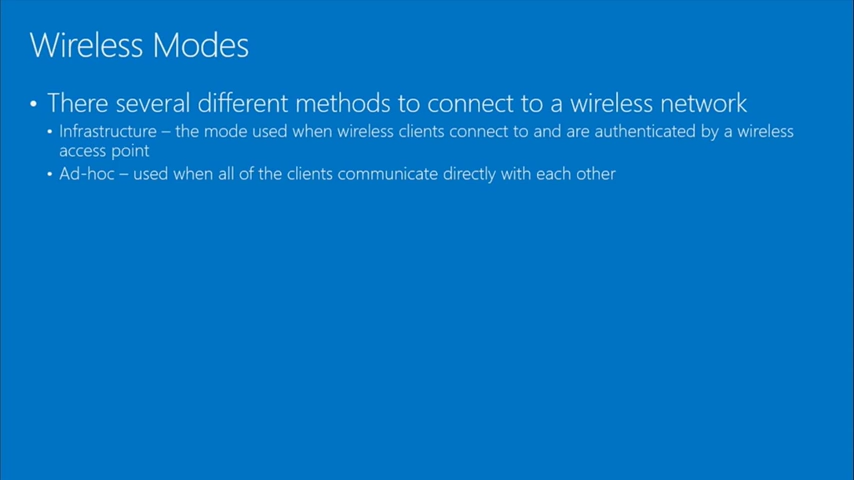 Wireless Modes
• There several different methods to connect to a wireless network
• Infrastructure – the mode used when wireless clients connect to and are authenticated by a wireless
access point
• Ad-hoc – used when all of the clients communicate directly with each other